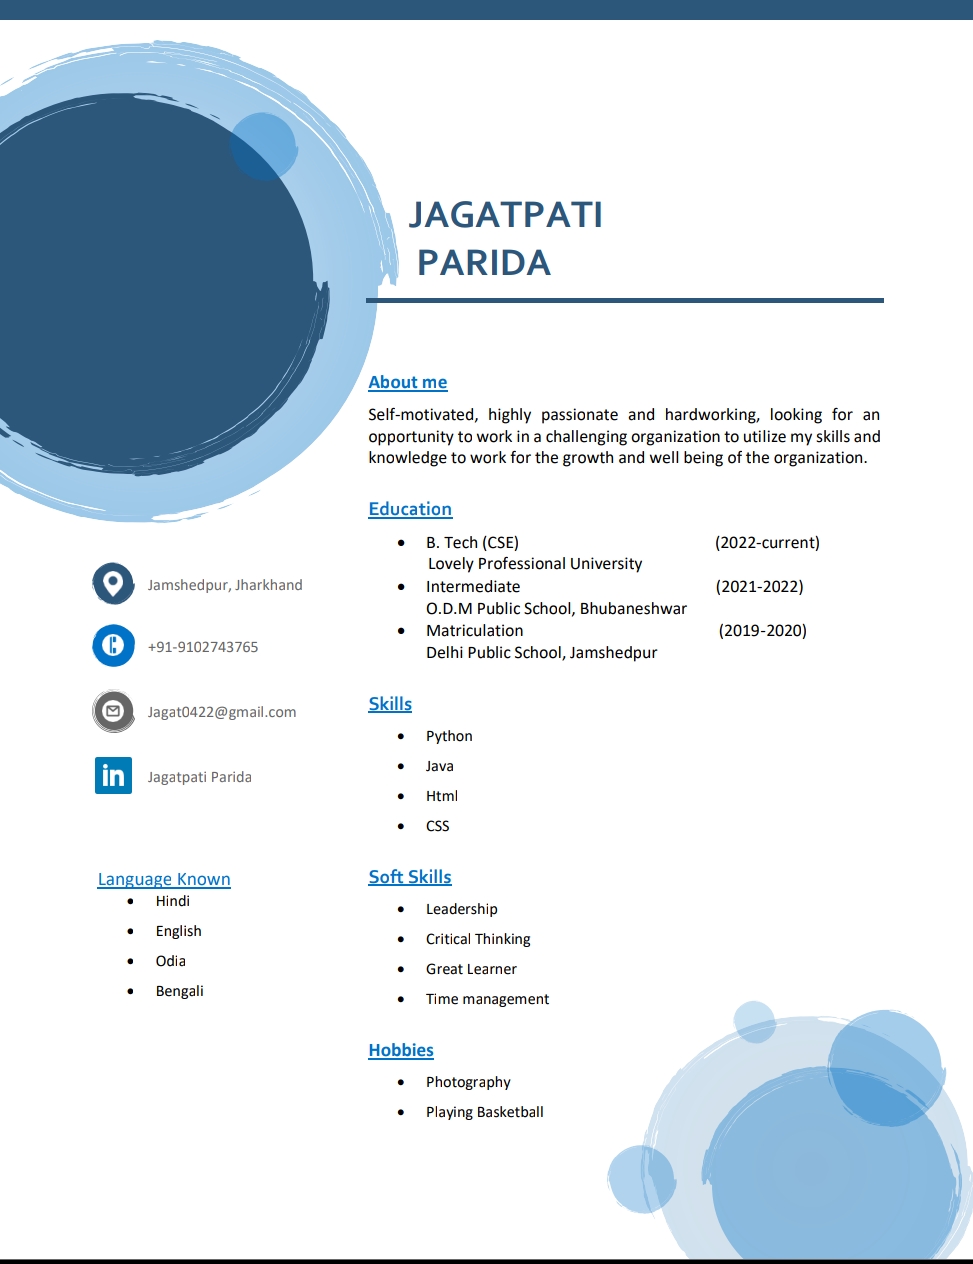 JAGATPATI
PARIDA
About me
Self-motivated, highly passionate and hardworking, looking for an
opportunity to work in a challenging organization to utilize my skills and
knowledge to work for the growth and well being of the organization.
Education
• B. Tech (CSE) (2022-current)
Lovely Professional University
• Intermediate (2021-2022)
O.D.M Public School, Bhubaneshwar
• Matriculation (2019-2020)
Delhi Public School, Jamshedpur
Skills
• Python
• Java
• Html
• CSS
Soft Skills
• Leadership
• Critical Thinking
• Great Learner
• Time management
Hobbies
• Photography
• Playing Basketball
Jamshedpur, Jharkhand
+91-9102743765
Jagat0422@gmail.com
in Jagatpati Parida
Language Known
• Hindi
• English
• Odia
• Bengali